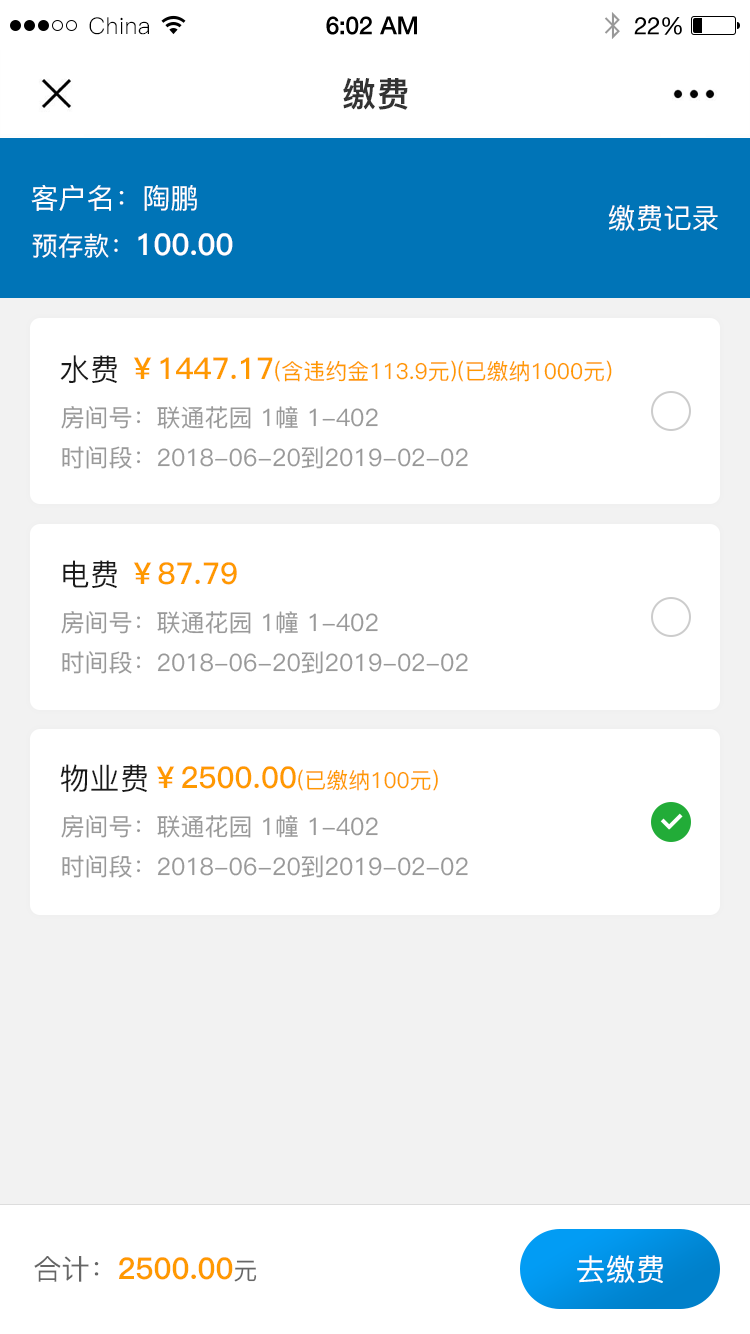 China 6:02 AM 22%
缴费
客户名：陶鹏
预存款：100.00
缴费记录
水费 ￥1447.17(含违约金113.9元)(已缴纳1000元)
房间号：联通花园 1幢 1-402
时间段：2018-06-20到2019-02-02
电费 ￥87.79
房间号：联通花园 1幢 1-402
时间段：2018-06-20到2019-02-02
物业费￥2500.00(已缴纳100元)
房间号：联通花园 1幢 1-402
时间段：2018-06-20到2019-02-02
合计：2500.00元
去缴费